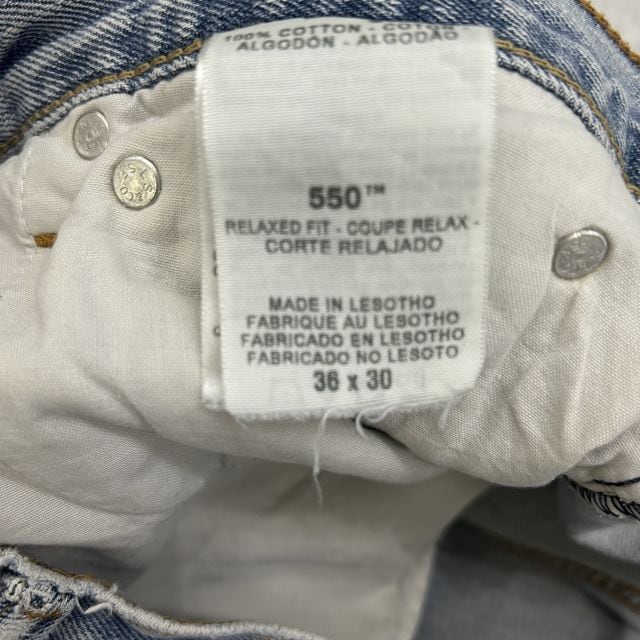 100% COTTON - COTON
ALGODÓN - ALGODÃO
550™
RELAXED FIT - COUPE RELAX -
CORTE RELAJADO
MADE IN LESOTHO
FABRIQUE AU LESOTHO
FABRICADO EN LESOTHO
FABRICADO NO LESOTO
36 x 30